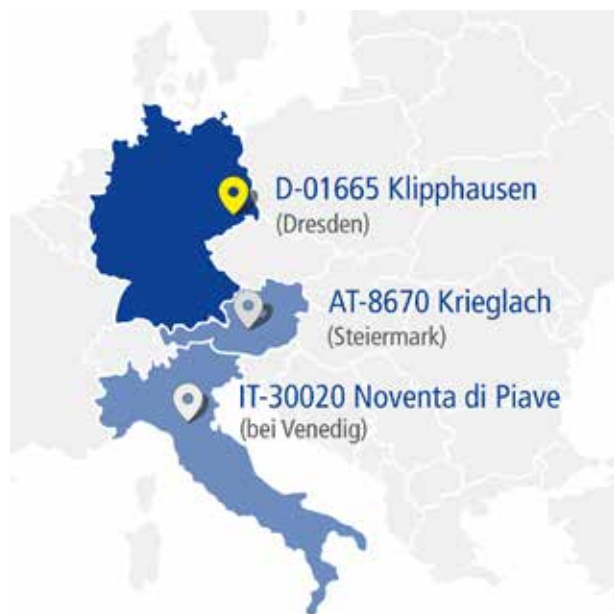 D-01665 Klipphausen
(Dresden)
AT-8670 Krieglach
(Steiermark)
IT-30020 Noventa di Piave
(bei Venedig)